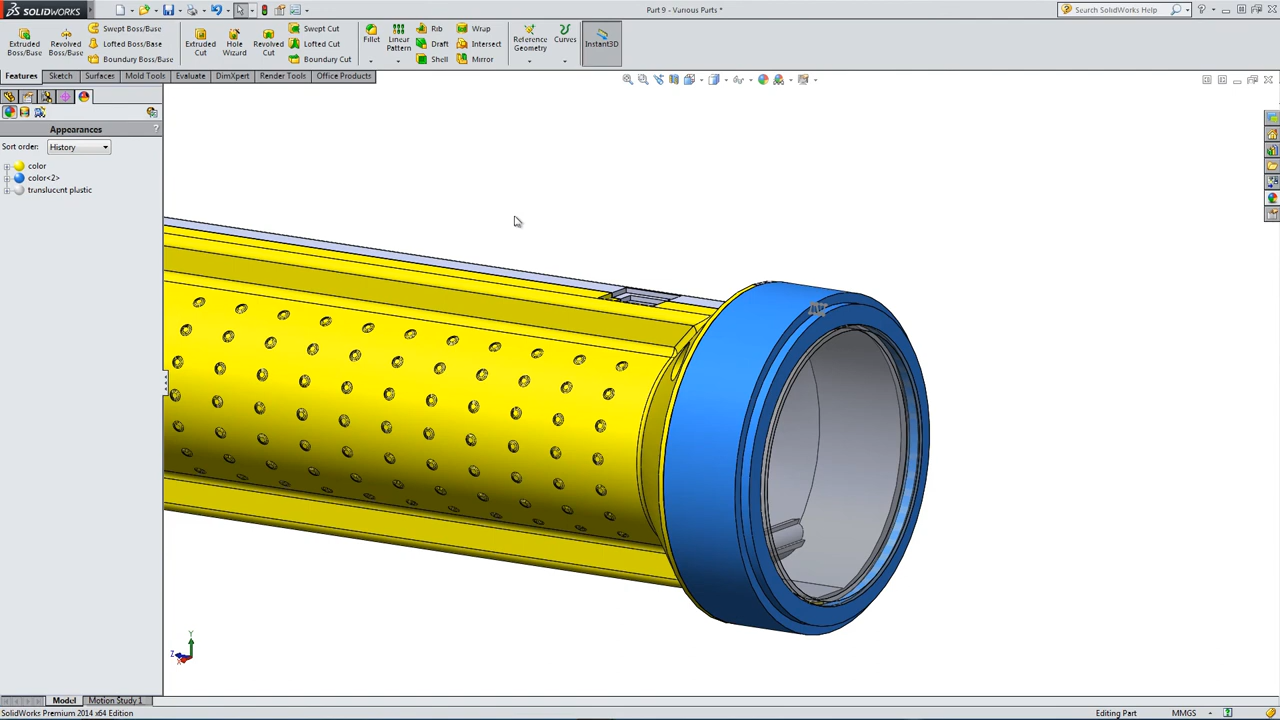 SOLIDWORKS
Part 9 - Various Parts *
Search SolidWorks Help
Extruded Boss/Base
Revolved Boss/Base
Swept Boss/Base
Lofted Boss/Base
Boundary Boss/Base
Extruded Cut
Hole Wizard
Revolved Cut
Swept Cut
Lofted Cut
Boundary Cut
Fillet
Linear Pattern
Rib
Draft
Shell
Wrap
Intersect
Mirror
Reference Geometry
Curves
Instant3D
Features Sketch Surfaces Mold Tools Evaluate DimXpert Render Tools Office Products
Appearances ?
Sort order: History
color
color<2>
translucent plastic
Y
Z
X
Model Motion Study 1
SolidWorks Premium 2014 x64 Edition Editing Part MMGS